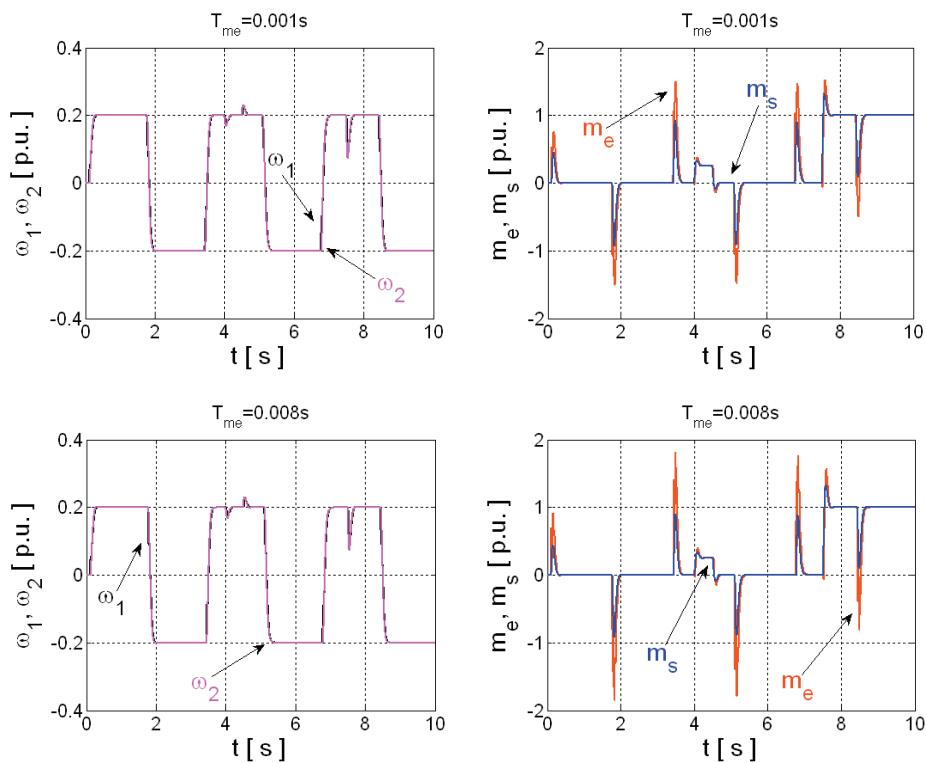 T_me=0.001s
0.4
0.2
0
-0.2
-0.4
0 2 4 6 8 10
t [ s ]
ω_1, ω_2 [ p.u. ]
ω_1
ω_2
T_me=0.001s
2
1
0
-1
-2
0 2 4 6 8 10
t [ s ]
m_e, m_s [ p.u. ]
m_e
m_s
T_me=0.008s
0.4
0.2
0
-0.2
-0.4
0 2 4 6 8 10
t [ s ]
ω_1, ω_2 [ p.u. ]
ω_1
ω_2
T_me=0.008s
2
1
0
-1
-2
0 2 4 6 8 10
t [ s ]
m_e, m_s [ p.u. ]
m_s
m_e